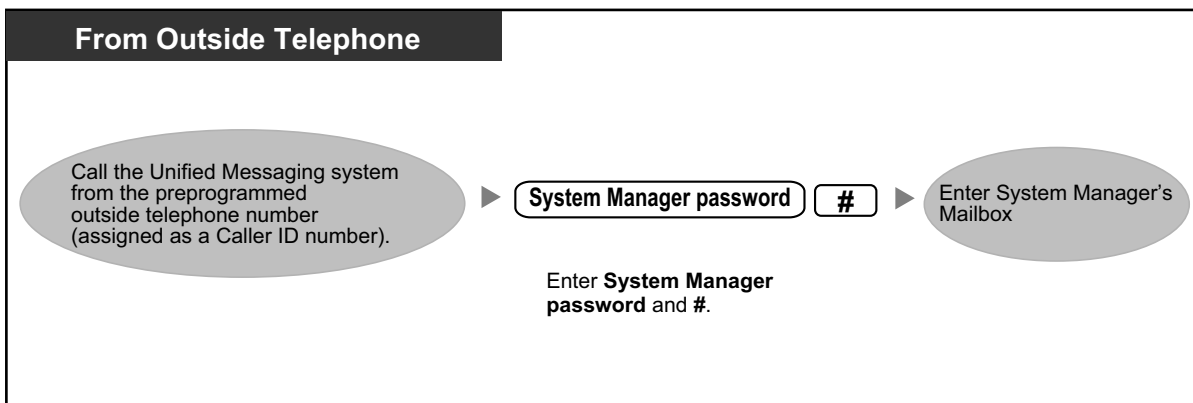 From Outside Telephone
Call the Unified Messaging system
from the preprogrammed
outside telephone number
(assigned as a Caller ID number).
System Manager password
#
Enter System Manager
password and #.
Enter System Manager's
Mailbox